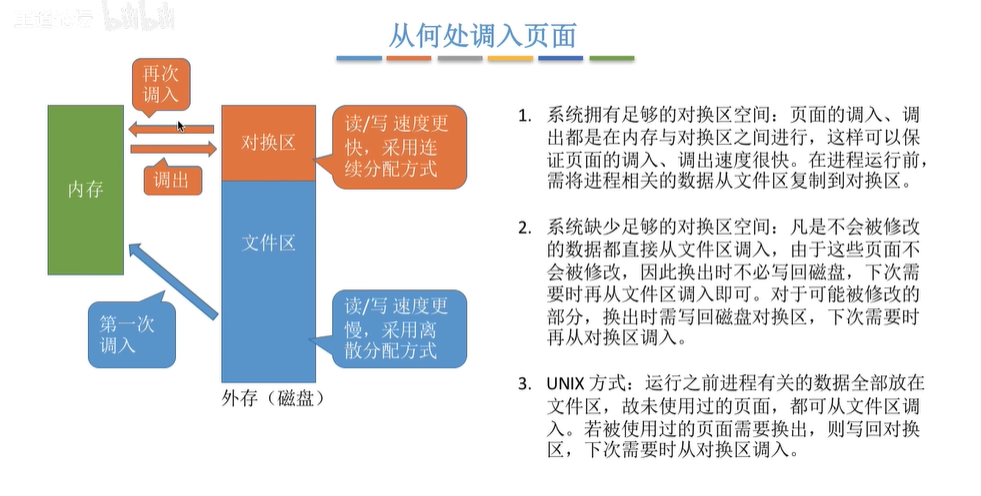 王道论坛 bilibili
从何处调入页面
再次
调入
调出
内存
对换区
文件区
读/写 速度更
快，采用连
续分配方式
第一次
调入
读/写 速度更
慢，采用离
散分配方式
外存（磁盘）
1. 系统拥有足够的对换区空间：页面的调入、调
出都是在内存与对换区之间进行，这样可以保
证页面的调入、调出速度很快。在进程运行前，
需将进程相关的数据从文件区复制到对换区。
2. 系统缺少足够的对换区空间：凡是不会被修改
的数据都直接从文件区调入，由于这些页面不
会被修改，因此换出时不必写回磁盘，下次需
要时再从文件区调入即可。对于可能被修改的
部分，换出时需写回磁盘对换区，下次需要时
再从对换区调入。
3. UNIX 方式：运行之前进程有关的数据全部放在
文件区，故未使用过的页面，都可从文件区调
入。若被使用过的页面需要换出，则写回对换
区，下次需要时从对换区调入。